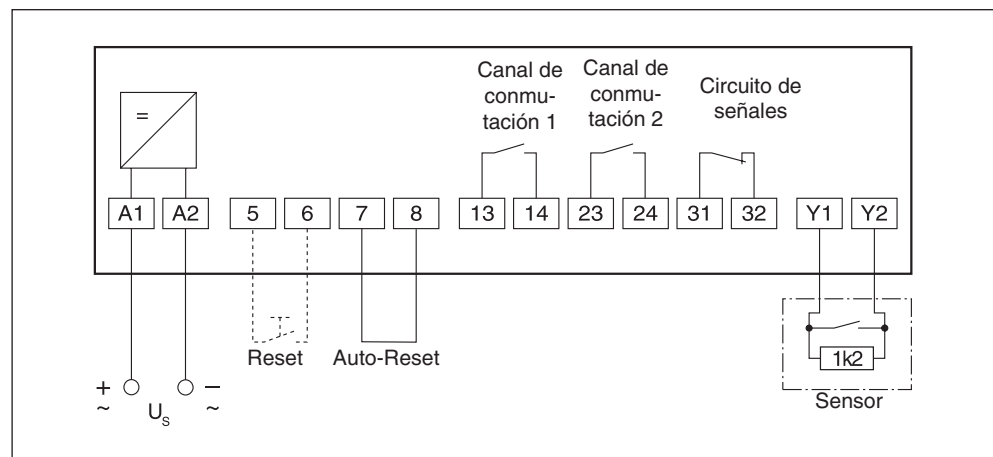 Canal de
conmu-
tación 1
Canal de
conmu-
tación 2
Circuito de
señales
=
A1 A2 5 6 7 8 13 14 23 24 31 32 Y1 Y2
Reset
Auto-Reset
1k2
Sensor
+ −
~ US ~